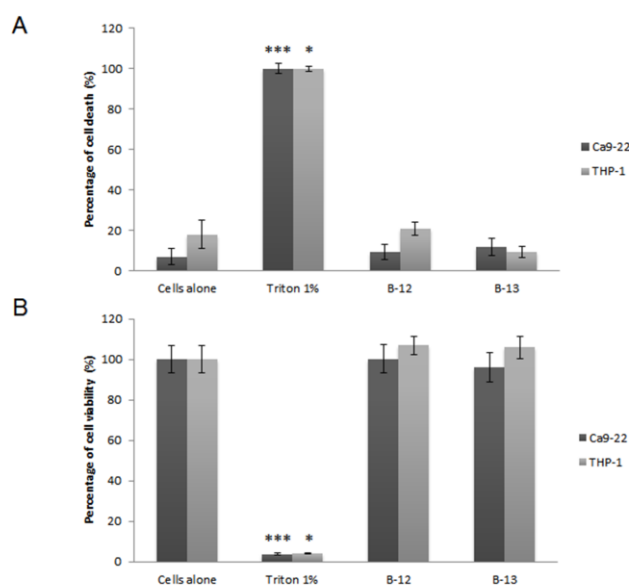 A
Percentage of cell death (%)
120
100
80
60
40
20
0
*** *
Cells alone
Triton 1%
B-12
B-13
Ca9-22
THP-1
B
Percentage of cell viability (%)
120
100
80
60
40
20
0
*** *
Cells alone
Triton 1%
B-12
B-13
Ca9-22
THP-1